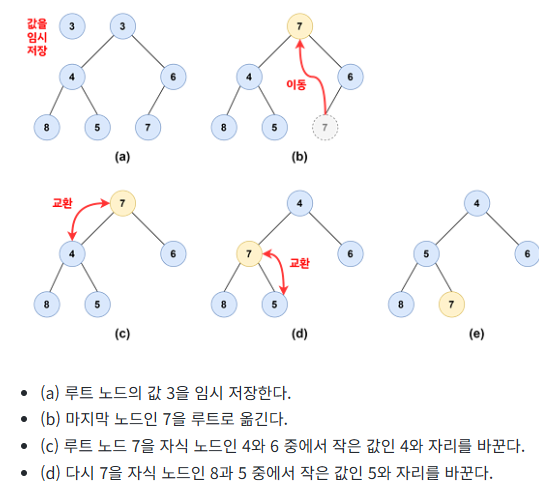 값을
임시
저장
3 3
4 6
8 5 7
(a)
7
4 6
이동
8 5 7
(b)
교환
7
4 6
8 5
(c)
4
7 6
교환
8 5
(d)
4
5 6
8 7
(e)
(a) 루트 노드의 값 3을 임시 저장한다.
(b) 마지막 노드인 7을 루트로 옮긴다.
(c) 루트 노드 7을 자식 노드인 4와 6 중에서 작은 값인 4와 자리를 바꾼다.
(d) 다시 7을 자식 노드인 8과 5 중에서 작은 값인 5와 자리를 바꾼다.